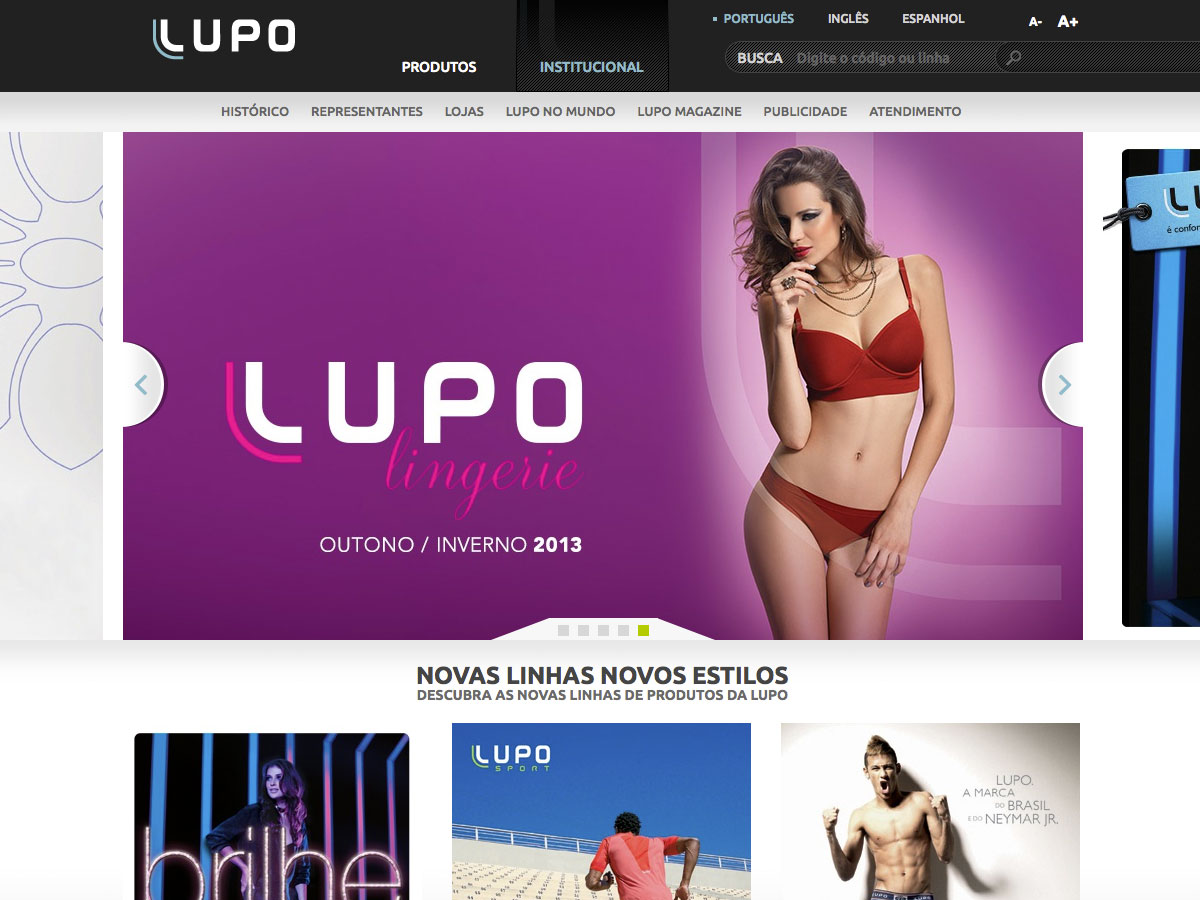 LUPO
PRODUTOS
INSTITUCIONAL
PORTUGUÊS INGLÊS ESPANHOL A- A+
BUSCA Digite o código ou linha
HISTÓRICO REPRESENTANTES LOJAS LUPO NO MUNDO LUPO MAGAZINE PUBLICIDADE ATENDIMENTO
LUPO
lingerie
OUTONO / INVERNO 2013
NOVAS LINHAS NOVOS ESTILOS
DESCUBRA AS NOVAS LINHAS DE PRODUTOS DA LUPO
brilhe
LUPO
SPORT
LUPO.
A MARCA
DO BRASIL
E DO NEYMAR JR.
LUPO LUPO